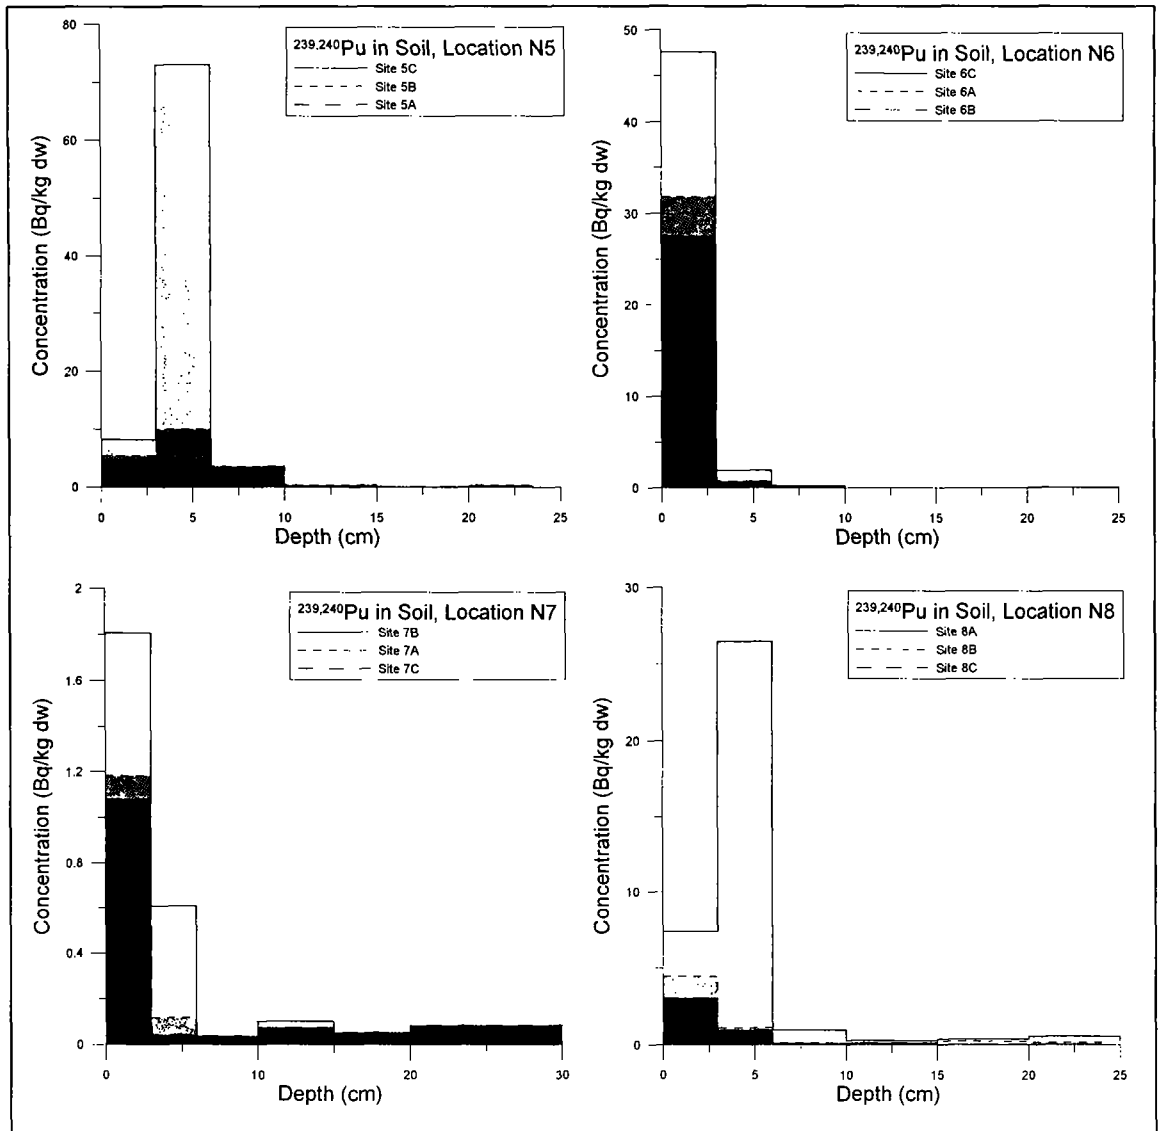 239,240Pu in Soil, Location N5
Site 5C
Site 5B
Site 5A
80
60
40
20
0
Concentration (Bq/kg dw)
0 5 10 15 20 25
Depth (cm)
239,240Pu in Soil, Location N6
Site 6C
Site 6A
Site 6B
50
40
30
20
10
0
Concentration (Bq/kg dw)
0 5 10 15 20 25
Depth (cm)
239,240Pu in Soil, Location N7
Site 7B
Site 7A
Site 7C
2
1.6
1.2
0.8
0.4
0
Concentration (Bq/kg dw)
0 10 20 30
Depth (cm)
239,240Pu in Soil, Location N8
Site 8A
Site 8B
Site 8C
30
20
10
0
Concentration (Bq/kg dw)
0 5 10 15 20 25
Depth (cm)